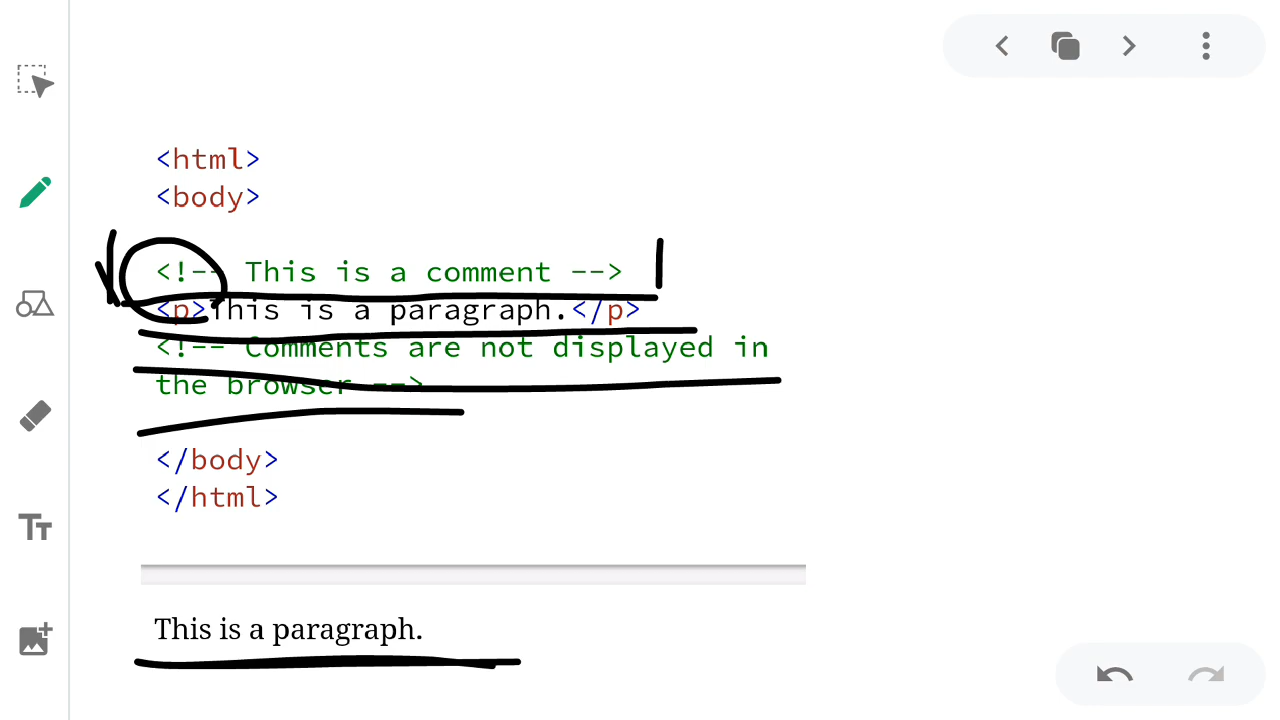 <html>
<body>
<!-- This is a comment -->
<p>This is a paragraph.</p>
<!-- Comments are not displayed in
the browser -->
</body>
</html>
This is a paragraph.
Tт